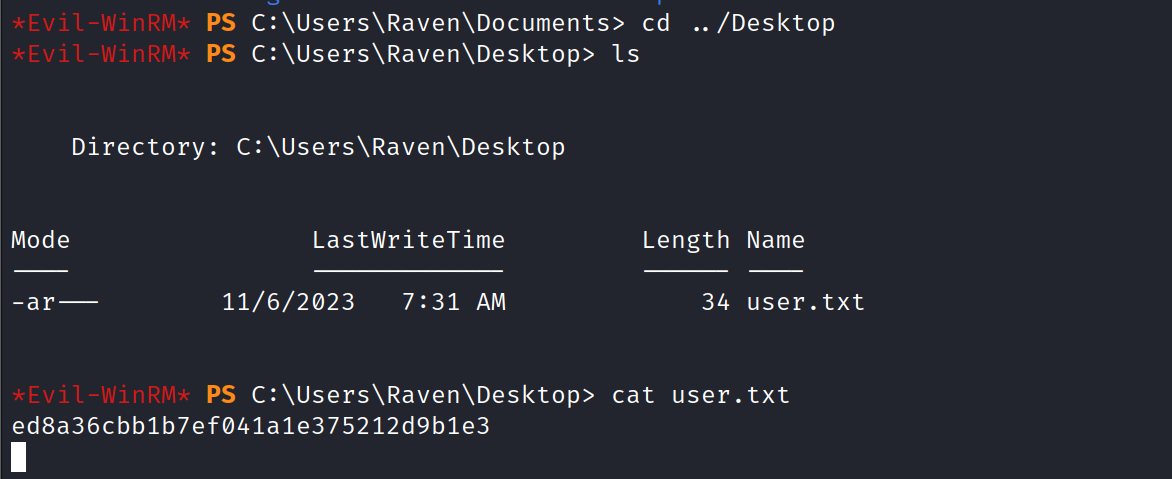 *Evil-WinRM* PS C:\Users\Raven\Documents> cd ../Desktop
*Evil-WinRM* PS C:\Users\Raven\Desktop> ls
Directory: C:\Users\Raven\Desktop
Mode LastWriteTime Length Name
---- ------------- ------ ----
-ar--- 11/6/2023 7:31 AM 34 user.txt
*Evil-WinRM* PS C:\Users\Raven\Desktop> cat user.txt
ed8a36cbb1b7ef041a1e375212d9b1e3